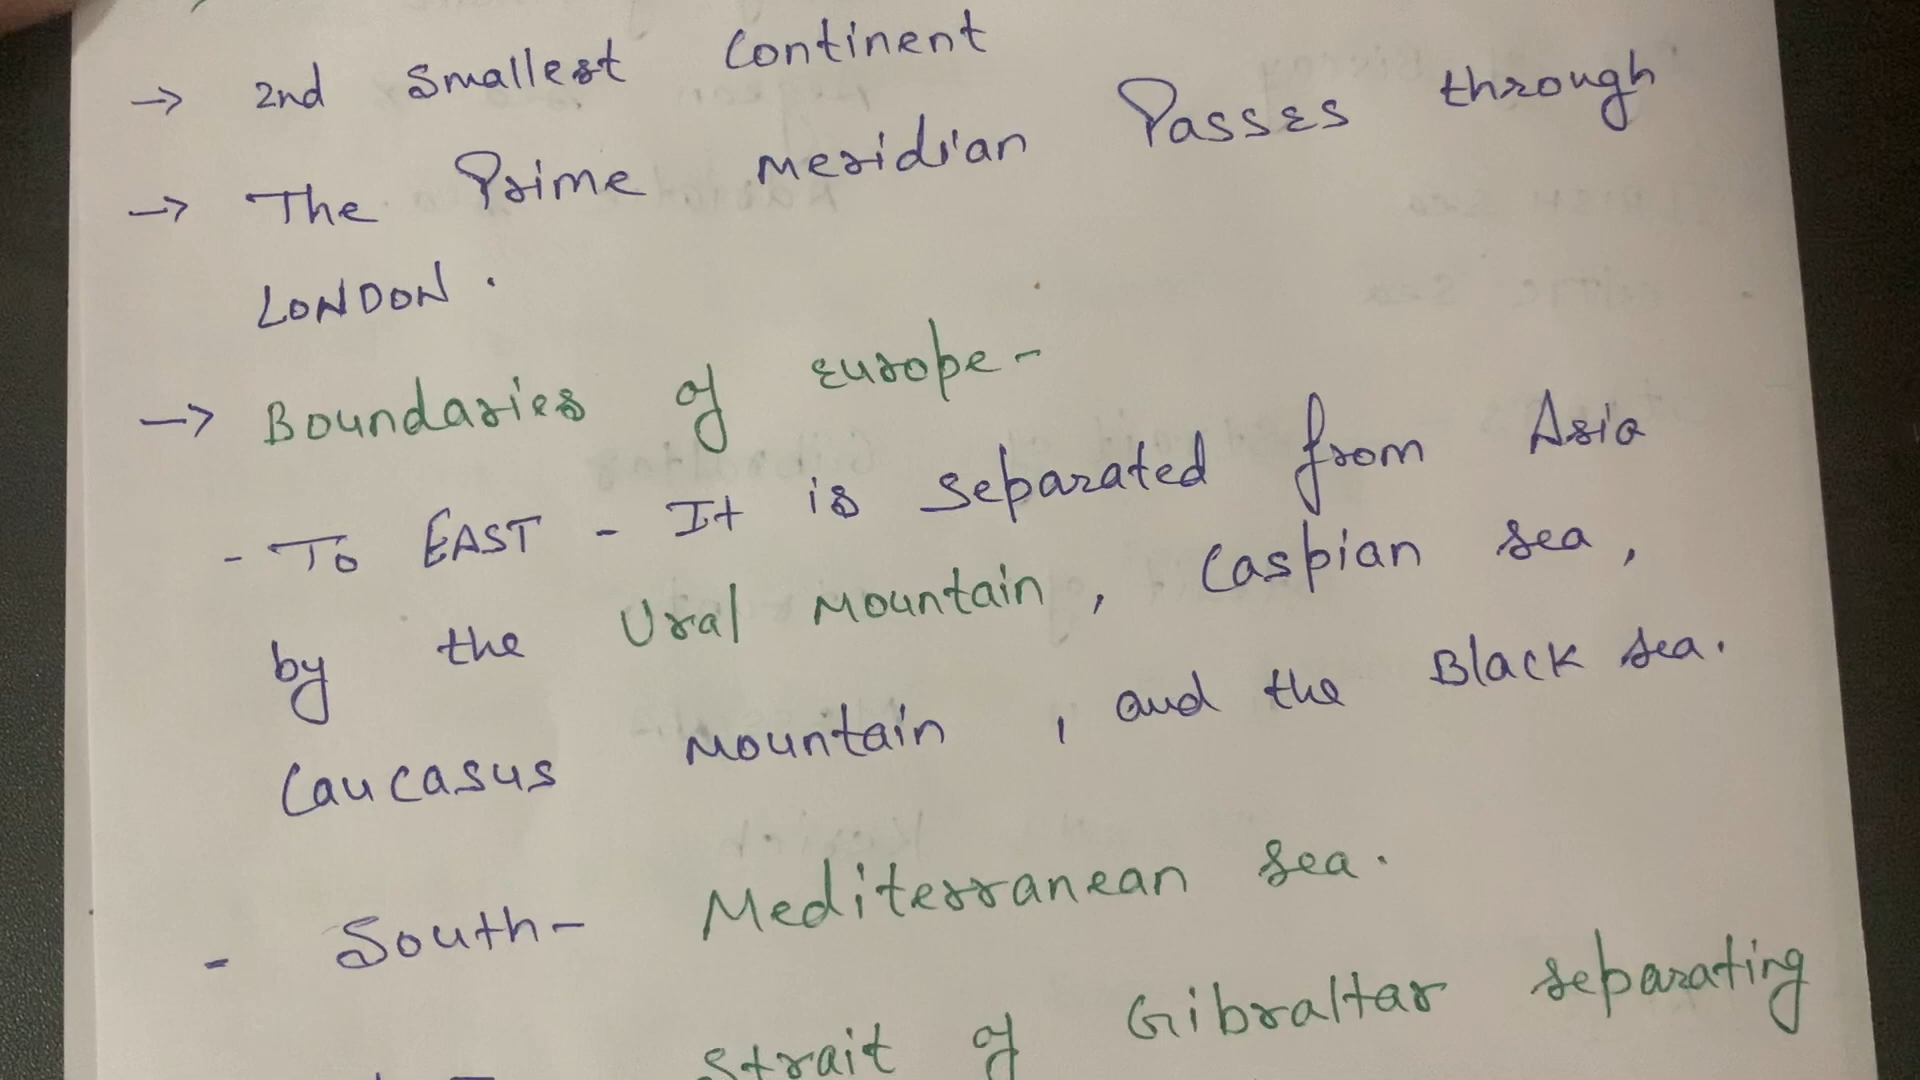 → 2nd smallest continent
→ The Prime meridian Passes through
LONDON.
→ Boundaries of Europe-
- To EAST - It is separated from Asia
by the Ural Mountain, Caspian sea,
Caucasus Mountain, and the Black sea.
- South- Mediterranean sea.
Strait of Gibraltar separating